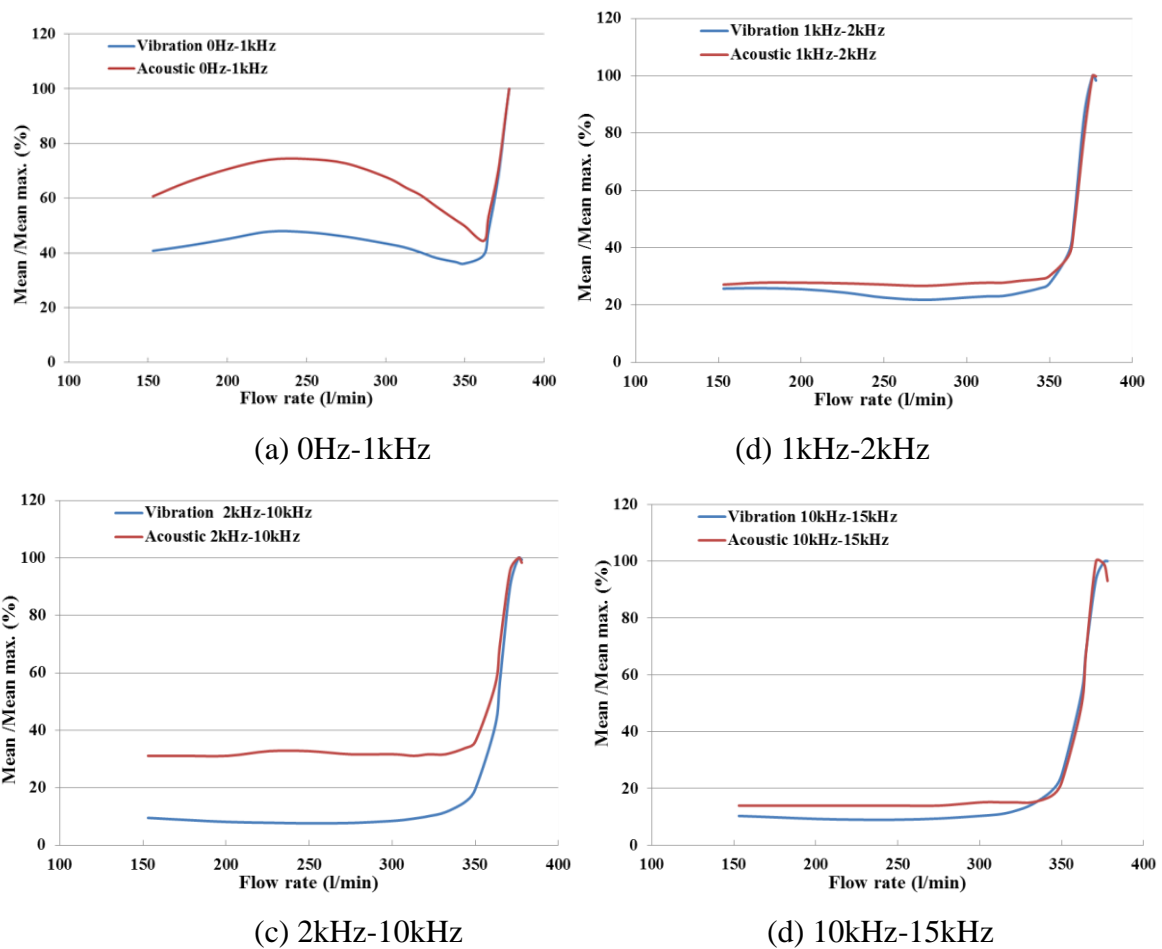 120
100
80
60
40
20
0
Mean /Mean max. (%)
Vibration 0Hz-1kHz
Acoustic 0Hz-1kHz
100 150 200 250 300 350 400
Flow rate (l/min)
(a) 0Hz-1kHz
120
100
80
60
40
20
0
Mean /Mean max. (%)
Vibration 1kHz-2kHz
Acoustic 1kHz-2kHz
100 150 200 250 300 350 400
Flow rate (l/min)
(d) 1kHz-2kHz
120
100
80
60
40
20
0
Mean /Mean max. (%)
Vibration 2kHz-10kHz
Acoustic 2kHz-10kHz
100 150 200 250 300 350 400
Flow rate (l/min)
(c) 2kHz-10kHz
120
100
80
60
40
20
0
Mean /Mean max. (%)
Vibration 10kHz-15kHz
Acoustic 10kHz-15kHz
100 150 200 250 300 350 400
Flow rate (l/min)
(d) 10kHz-15kHz